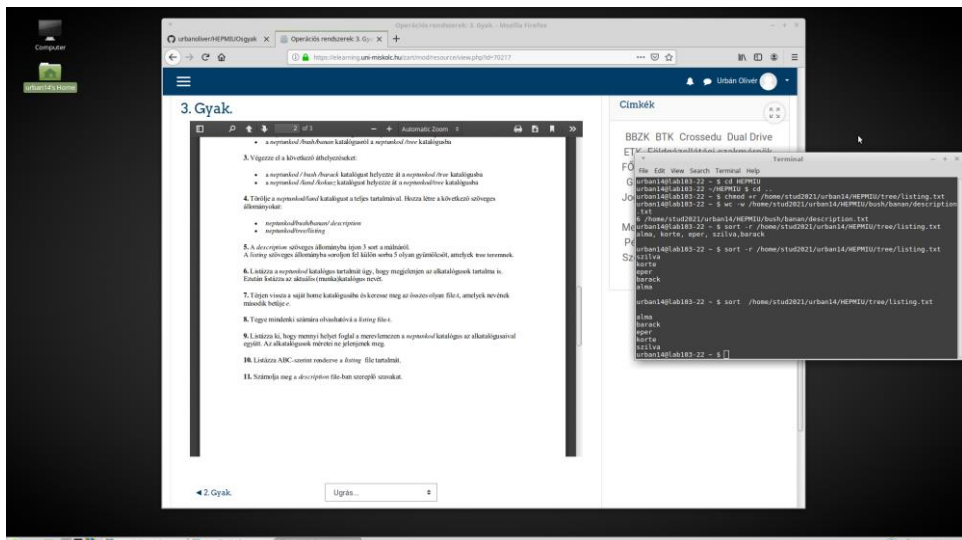 Computer
urban14's Home
Operációs rendszerek: 3. Gyak. - Mozilla Firefox
urbanoliver/HEPMIUOsgyak
Operációs rendszerek: 3. Gya
https://elearning.uni-miskolc.hu/zart/mod/resource/view.php?id=70217
Urbán Olivér
3. Gyak.
2 of 3
Automatic Zoom
a neptunkod /bush/banan katalógusról a neptunkod /tree katalógusba
3. Végezze el a következő áthelyezéseket:
a neptunkod / bush /barack katalógust helyezze át a neptunkod /tree katalógusba
a neptunkod /land /kokusz katalógust helyezze át a neptunkod/tree katalógusba
4. Törölje a neptunkod/land katalógust a teljes tartalmával. Hozza létre a következő szöveges
állományokat:
neptunkod/bush/banan/ description
neptunkod/tree/listing
5. A description szöveges állományba írjon 3 sort a málnáról.
A listing szöveges állományba soroljon fel külön sorba 5 olyan gyümölcsöt, amelyek tree teremnek.
6. Listázza a neptunkod katalógus tartalmát úgy, hogy megjelenjen az alkatalógusok tartalma is.
Ezután listázza az aktuális (munka)katalógus nevét.
7. Térjen vissza a saját home katalógusába és keresse meg az összes olyan file-t, amelyek nevének
második betűje e.
8. Tegye mindenki számára olvashatóvá a listing file-t.
9. Listázza ki, hogy mennyi helyet foglal a merevlemezen a neptunkod katalógus az alkatalógusaival
együtt. Az alkatalógusok méretei ne jelenjenek meg.
10. Listázza ABC-szerint rendezve a listing file tartalmát,
11. Számolja meg a description file-ban szereplő szavakat.
◄ 2. Gyak.
Ugrás...
Címkék
BBZK BTK Crossedu Dual Drive
ETK Földgázellátási szakmérnök
Terminal
File Edit View Search Terminal Help
urban14@lab103-22 ~ $ cd HEPMIU
urban14@lab103-22 ~/HEPMIU $ cd ..
urban14@lab103-22 ~ $ chmod +r /home/stud2021/urban14/HEPMIU/tree/listing.txt
urban14@lab103-22 ~ $ wc -w /home/stud2021/urban14/HEPMIU/bush/banan/description
.txt
6 /home/stud2021/urban14/HEPMIU/bush/banan/description.txt
urban14@lab103-22 ~ $ sort -r /home/stud2021/urban14/HEPMIU/tree/listing.txt
alma, korte, eper, szilva,barack
urban14@lab103-22 ~ $ sort -r /home/stud2021/urban14/HEPMIU/tree/listing.txt
szilva
korte
eper
barack
alma
urban14@lab103-22 ~ $ sort  /home/stud2021/urban14/HEPMIU/tree/listing.txt
alma
barack
eper
korte
szilva
urban14@lab103-22 ~ $